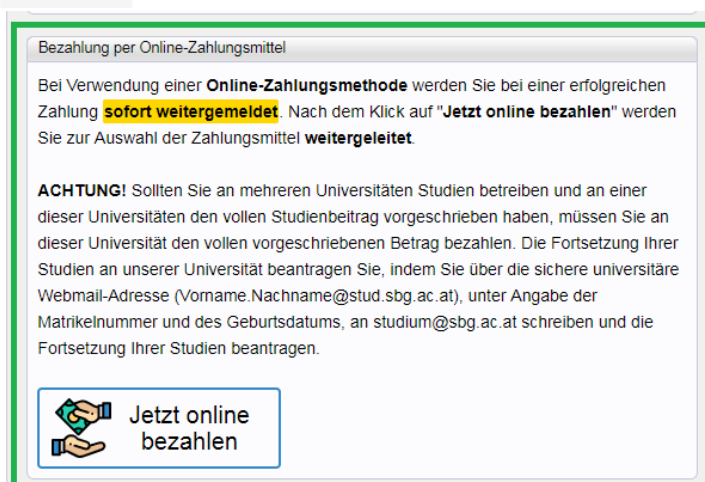 Bezahlung per Online-Zahlungsmittel
Bei Verwendung einer Online-Zahlungsmethode werden Sie bei einer erfolgreichen
Zahlung sofort weitergemeldet. Nach dem Klick auf "Jetzt online bezahlen" werden
Sie zur Auswahl der Zahlungsmittel weitergeleitet.
ACHTUNG! Sollten Sie an mehreren Universitäten Studien betreiben und an einer
dieser Universitäten den vollen Studienbeitrag vorgeschrieben haben, müssen Sie an
dieser Universität den vollen vorgeschriebenen Betrag bezahlen. Die Fortsetzung Ihrer
Studien an unserer Universität beantragen Sie, indem Sie über die sichere universitäre
Webmail-Adresse (Vorname.Nachname@stud.sbg.ac.at), unter Angabe der
Matrikelnummer und des Geburtsdatums, an studium@sbg.ac.at schreiben und die
Fortsetzung Ihrer Studien beantragen.
Jetzt online
bezahlen